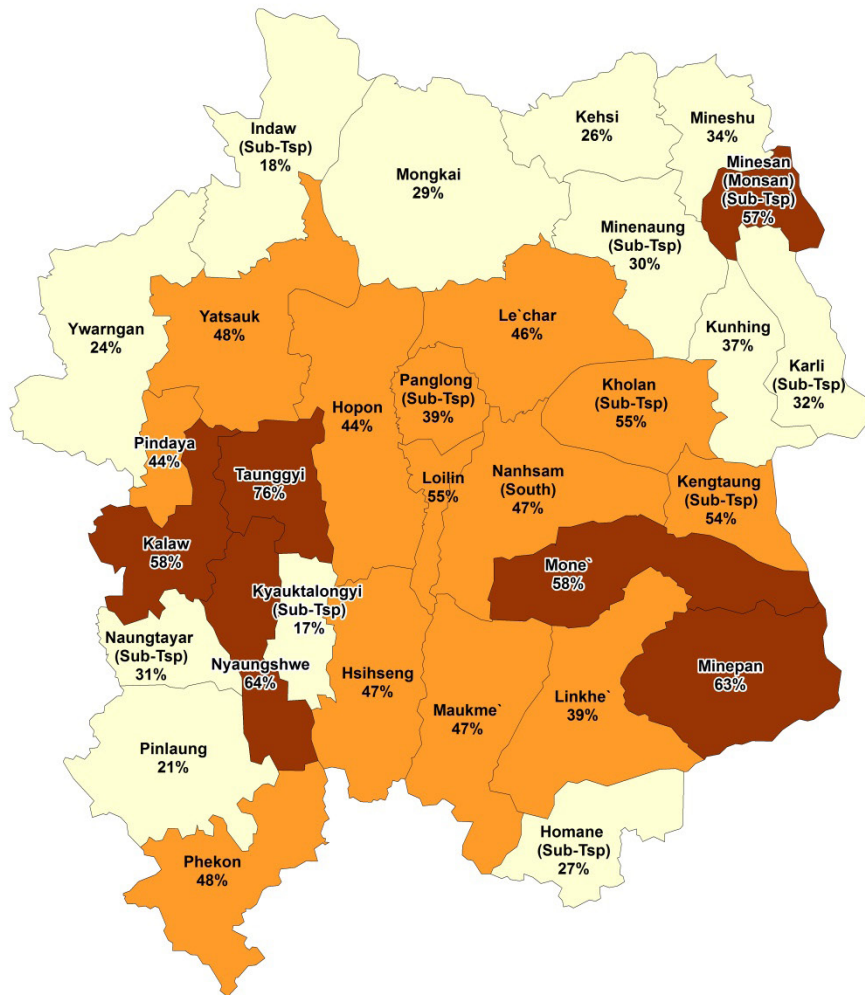 Kehsi
26%
Mineshu
34%
Indaw
(Sub-Tsp)
18%
Mongkai
29%
Minesan
(Monsan)
(Sub-Tsp)
57%
Minenaung
(Sub-Tsp)
30%
Ywarngan
24%
Yatsauk
48%
Le`char
46%
Kunhing
37%
Karli
(Sub-Tsp)
32%
Panglong
(Sub-Tsp)
39%
Kholan
(Sub-Tsp)
55%
Hopon
44%
Pindaya
44%
Taunggyi
76%
Loilin
55%
Nanhsam
(South)
47%
Kengtaung
(Sub-Tsp)
54%
Kalaw
58%
Mone`
58%
Kyauktalongyi
(Sub-Tsp)
17%
Naungtayar
(Sub-Tsp)
31%
Nyaungshwe
64%
Hsihseng
47%
Maukme`
47%
Linkhe`
39%
Minepan
63%
Pinlaung
21%
Homane
(Sub-Tsp)
27%
Phekon
48%